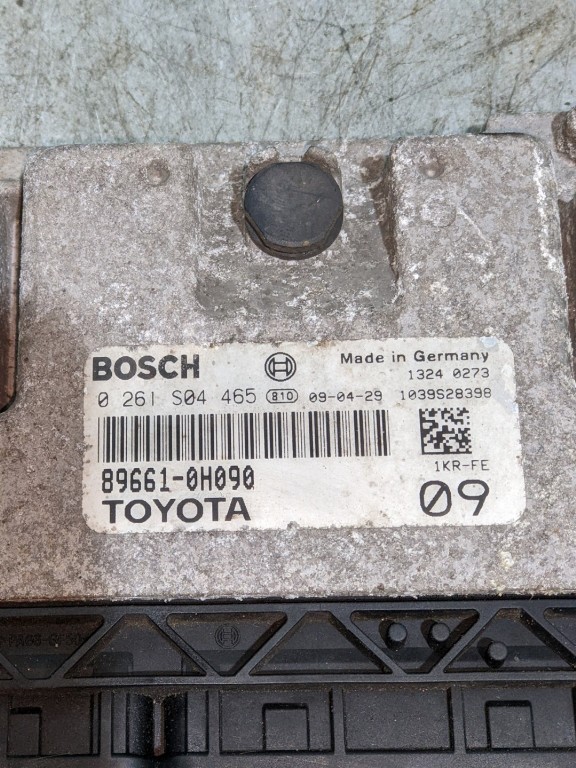 BOSCH Made in Germany
1324 0273
0 261 S04 465 810 09-04-29 1039S28398
89661-0H090 1KR-FE
TOYOTA 09